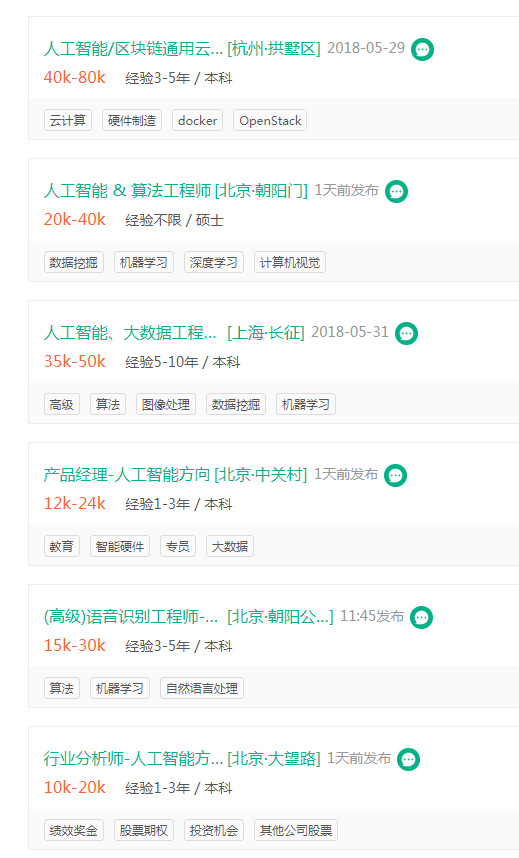 人工智能/区块链通用云... [杭州·拱墅区] 2018-05-29
40k-80k 经验3-5年 / 本科
云计算 硬件制造 docker OpenStack
人工智能 & 算法工程师 [北京·朝阳门] 1天前发布
20k-40k 经验不限 / 硕士
数据挖掘 机器学习 深度学习 计算机视觉
人工智能、大数据工程... [上海·长征] 2018-05-31
35k-50k 经验5-10年 / 本科
高级 算法 图像处理 数据挖掘 机器学习
产品经理-人工智能方向 [北京·中关村] 1天前发布
12k-24k 经验1-3年 / 本科
教育 智能硬件 专员 大数据
(高级)语音识别工程师-... [北京·朝阳公...] 11:45发布
15k-30k 经验3-5年 / 本科
算法 机器学习 自然语言处理
行业分析师-人工智能方... [北京·大望路] 1天前发布
10k-20k 经验1-3年 / 本科
绩效奖金 股票期权 投资机会 其他公司股票